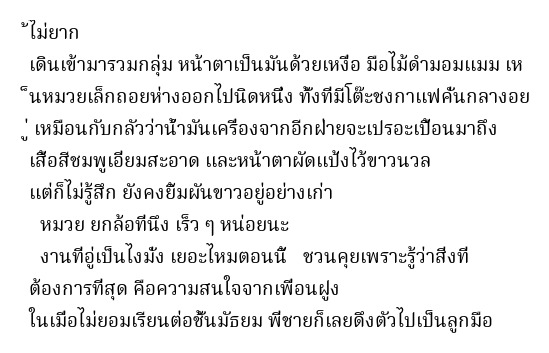 ้ไม่ยาก
เดินเข้ามารวมกลุ่ม หน้าตาเป็นมันด้วยเหงื่อ มือไม้ดำมอมแมม เห
็นหมวยเล็กถอยห่างออกไปนิดหนึ่ง ทั้งที่มีโต๊ะชงกาแฟคั่นกลางอย
ู่ เหมือนกับกลัวว่าน้ำมันเครื่องจากอีกฝ่ายจะเปรอะเปื้อนมาถึง
เสื้อสีชมพูเอี่ยมสะอาด และหน้าตาผัดแป้งไว้ขาวนวล
แต่ก็ไม่รู้สึก ยังคงยิ้มฟันขาวอยู่อย่างเก่า
หมวย ยกล้อทีนึง เร็ว ๆ หน่อยนะ
งานที่อู่เป็นไงมั่ง เยอะไหมตอนนี้ ชวนคุยเพราะรู้ว่าสิ่งที่
ต้องการที่สุด คือความสนใจจากเพื่อนฝูง
ในเมื่อไม่ยอมเรียนต่อชั้นมัธยม พี่ชายก็เลยดึงตัวไปเป็นลูกมือ